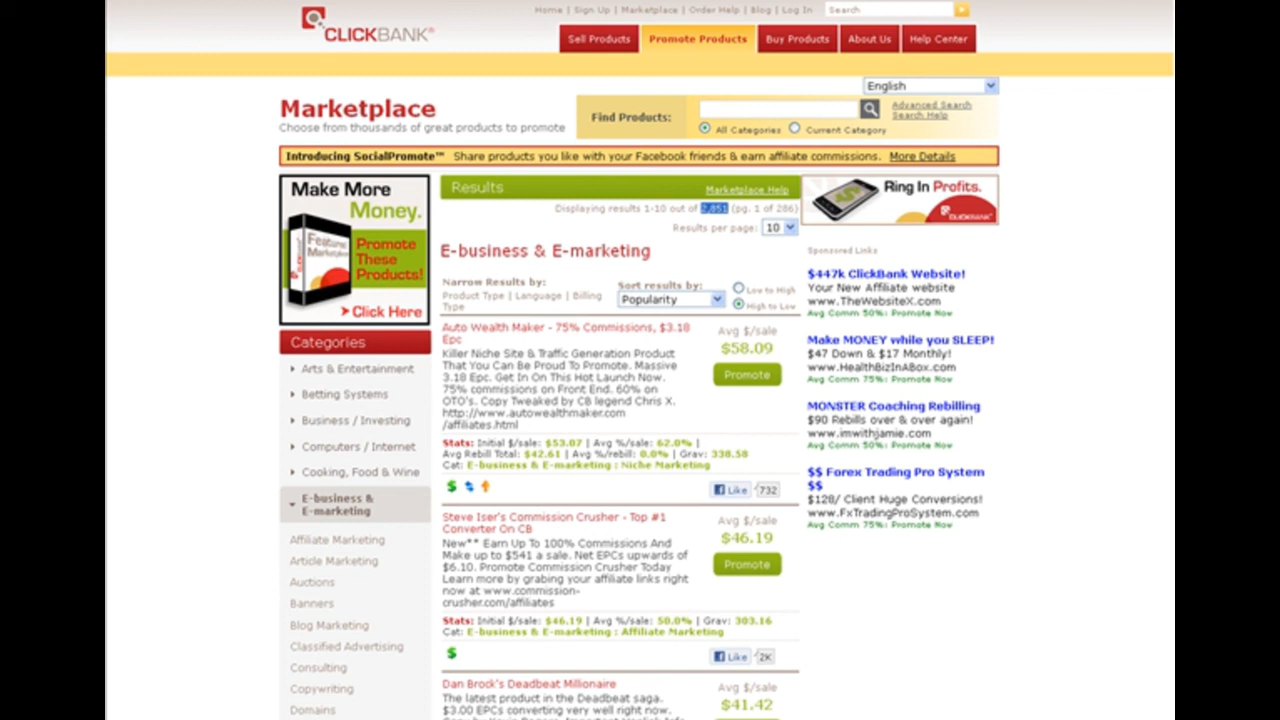 Home | Sign Up | Marketplace | Order Help | Blog | Log In
Search
CLICKBANK®
Sell Products
Promote Products
Buy Products
About Us
Help Center
English
Marketplace
Choose from thousands of great products to promote
Find Products:
All Categories
Current Category
Advanced Search
Search Help
Introducing SocialPromote™ Share products you like with your Facebook friends & earn affiliate commissions. More Details
Make More
Money.
Featured
Marketplace
Promote
These
Products!
Click Here
Categories
Arts & Entertainment
Betting Systems
Business / Investing
Computers / Internet
Cooking, Food & Wine
E-business &
E-marketing
Affiliate Marketing
Article Marketing
Auctions
Banners
Blog Marketing
Classified Advertising
Consulting
Copywriting
Domains
Results
Marketplace Help
Displaying results 1-10 out of 2,851 (pg. 1 of 286)
Results per page: 10
E-business & E-marketing
Narrow Results by:
Product Type | Language | Billing
Type
Sort results by:
Popularity
Low to High
High to Low
Auto Wealth Maker - 75% Commissions, $3.18
Epc
Killer Niche Site & Traffic Generation Product
That You Can Be Proud To Promote. Massive
3.18 Epc. Get In On This Hot Launch Now.
75% commissions on Front End. 60% on
OTO's. Copy Tweaked by CB legend Chris X.
http://www.autowealthmaker.com
/affiliates.html
Avg $/sale
$58.09
Promote
Stats: Initial $/sale: $53.07 | Avg %/sale: 62.0% |
Avg Rebill Total: $42.61 | Avg %/rebill: 0.0% | Grav: 338.58
Cat: E-business & E-marketing : Niche Marketing
Like 732
Steve Iser's Commission Crusher - Top #1
Converter On CB
New** Earn Up To 100% Commissions And
Make up to $541 a sale. Net EPCs upwards of
$6.10. Promote Commission Crusher Today
Learn more by grabing your affiliate links right
now at www.commission-
crusher.com/affiliates
Avg $/sale
$46.19
Promote
Stats: Initial $/sale: $46.19 | Avg %/sale: 50.0% | Grav: 303.16
Cat: E-business & E-marketing : Affiliate Marketing
Like 2K
Dan Brock's Deadbeat Millionaire
The latest product in the Deadbeat saga.
$3.00 EPCs converting very well right now.
Avg $/sale
$41.42
Ring In Profits.
CLICKBANK
Sponsored Links
$447k ClickBank Website!
Your New Affiliate website
www.TheWebsiteX.com
Avg Comm 50%: Promote Now
Make MONEY while you SLEEP!
$47 Down & $17 Monthly!
www.HealthBizInABox.com
Avg Comm 75%: Promote Now
MONSTER Coaching Rebilling
$90 Rebills over & over again!
www.imwithjamie.com
Avg Comm 50%: Promote Now
$$ Forex Trading Pro System
$$
$128/ Client Huge Conversions!
www.FxTradingProSystem.com
Avg Comm 75%: Promote Now